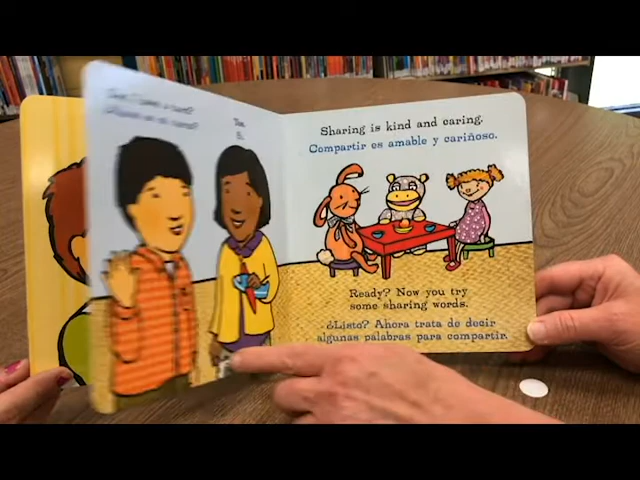 Sharing is kind and caring.
Compartir es amable y cariñoso.
Ready? Now you try
some sharing words.
¿Listo? Ahora trata de decir
algunas palabras para compartir.